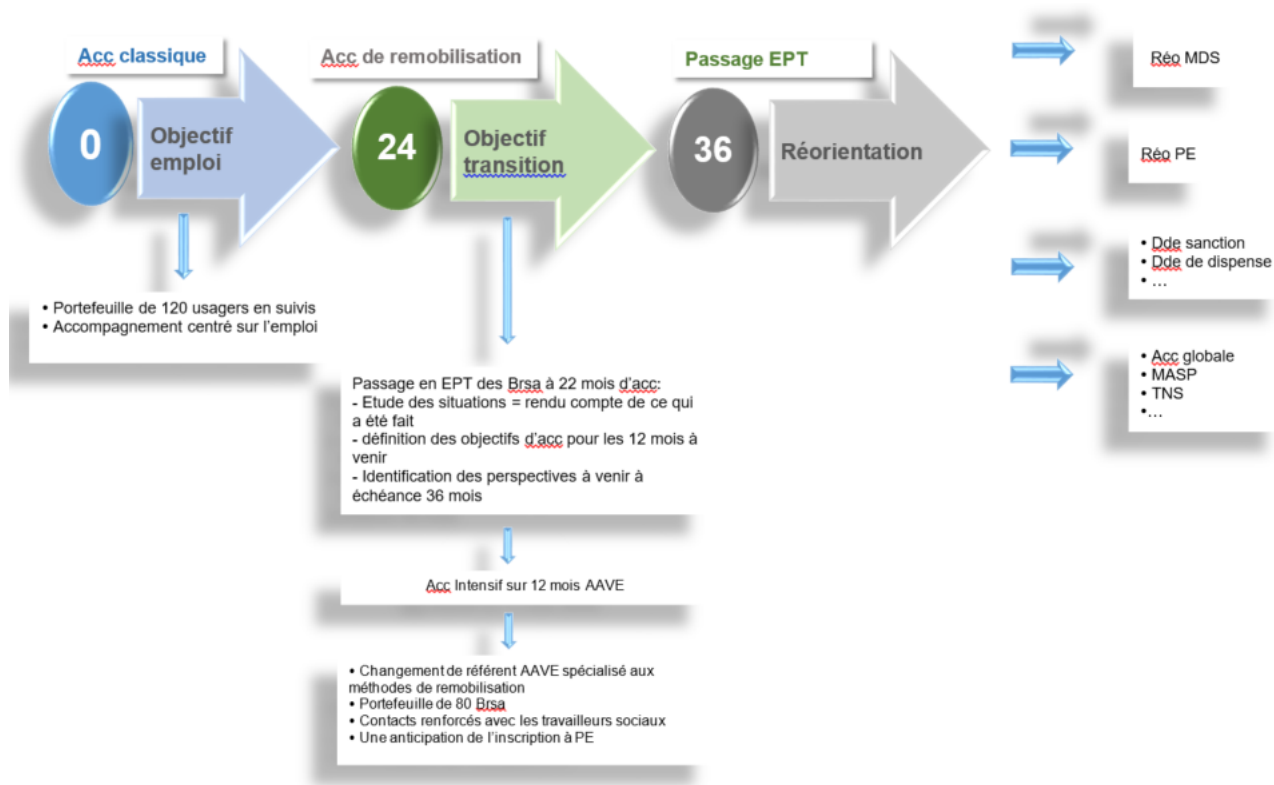 Acc classique
0
Objectif
emploi
• Portefeuille de 120 usagers en suivis
• Accompagnement centré sur l'emploi
Acc de remobilisation
24
Objectif
transition
Passage en EPT des Brsa à 22 mois d'acc:
- Etude des situations = rendu compte de ce qui
a été fait
- définition des objectifs d'acc pour les 12 mois à
venir
- Identification des perspectives à venir à
échéance 36 mois
Acc Intensif sur 12 mois AAVE
• Changement de référent AAVE spécialisé aux
méthodes de remobilisation
• Portefeuille de 80 Brsa
• Contacts renforcés avec les travailleurs sociaux
• Une anticipation de l'inscription à PE
Passage EPT
36
Réorientation
Réo MDS
Réo PE
• Dde sanction
• Dde de dispense
• …
• Acc globale
• MASP
• TNS
•…